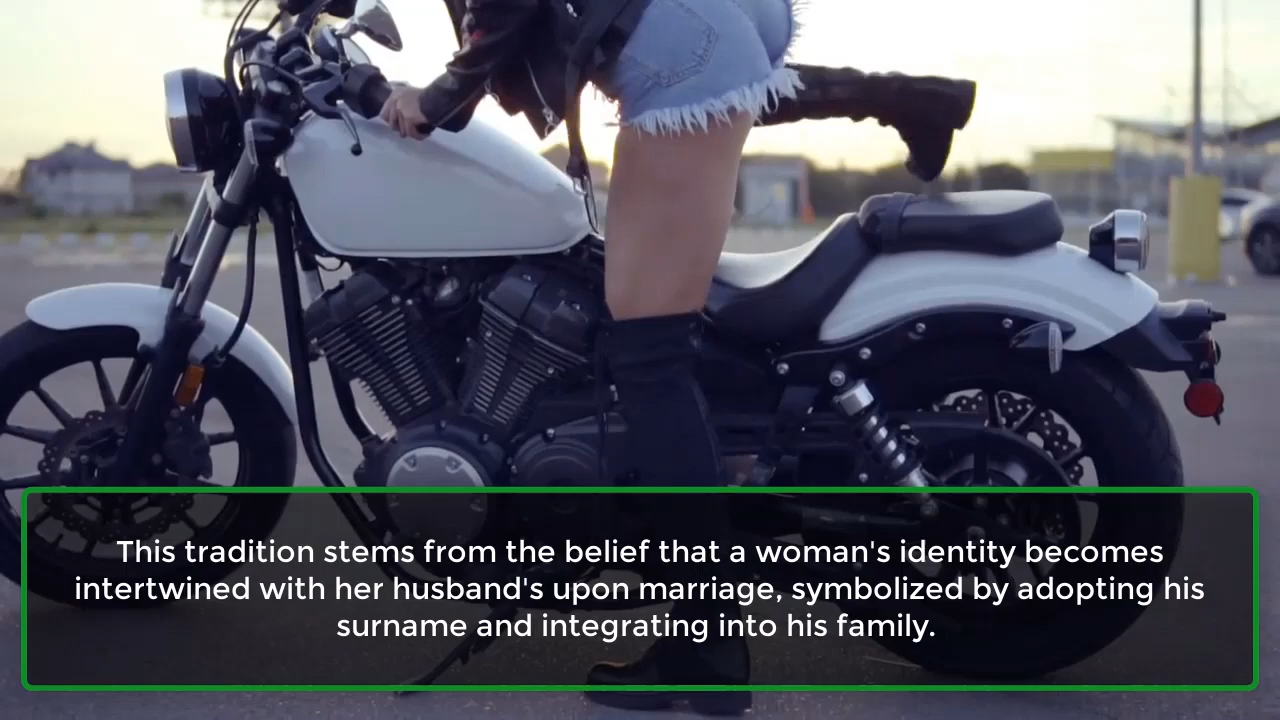 This tradition stems from the belief that a woman's identity becomes
intertwined with her husband's upon marriage, symbolized by adopting his
surname and integrating into his family.